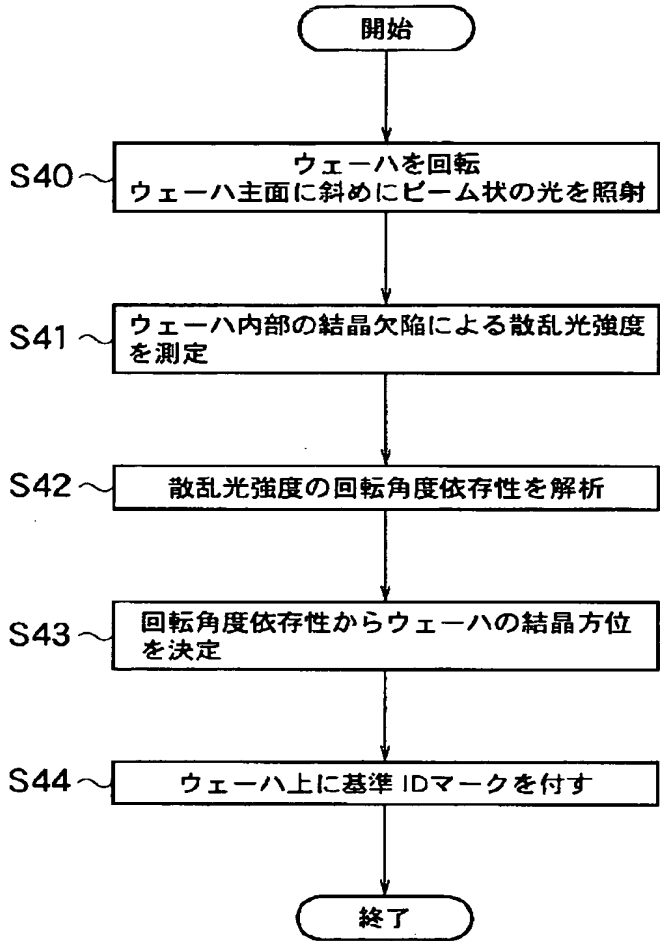 開始
S40
ウェーハを回転
ウェーハ主面に斜めにビーム状の光を照射
S41
ウェーハ内部の結晶欠陥による散乱光強度
を測定
S42
散乱光強度の回転角度依存性を解析
S43
回転角度依存性からウェーハの結晶方位
を決定
S44
ウェーハ上に基準IDマークを付す
終了